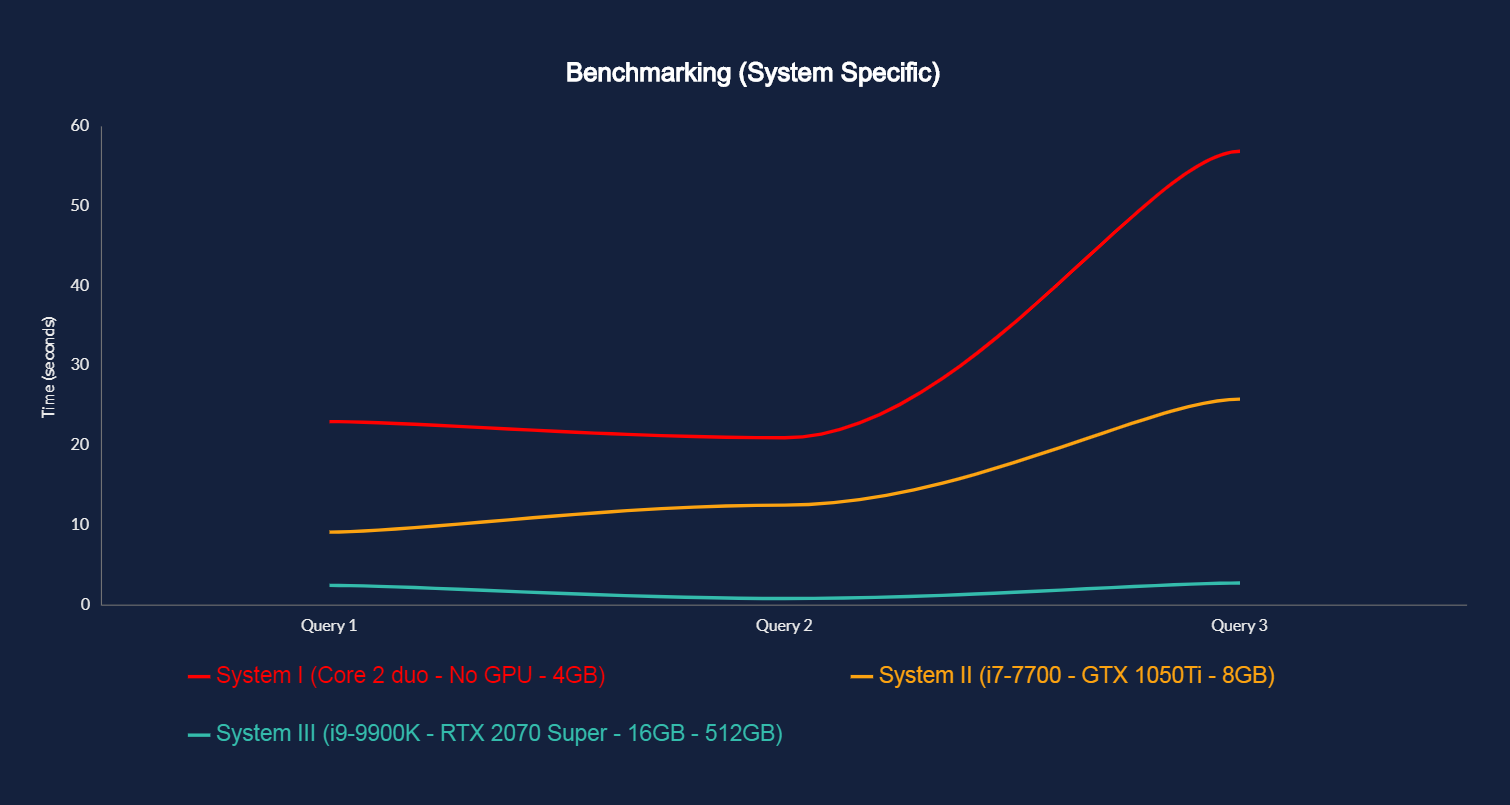 Benchmarking (System Specific)
60
50
40
30
20
10
0
Time (seconds)
Query 1
Query 2
Query 3
System I (Core 2 duo - No GPU - 4GB)
System II (i7-7700 - GTX 1050Ti - 8GB)
System III (i9-9900K - RTX 2070 Super - 16GB - 512GB)